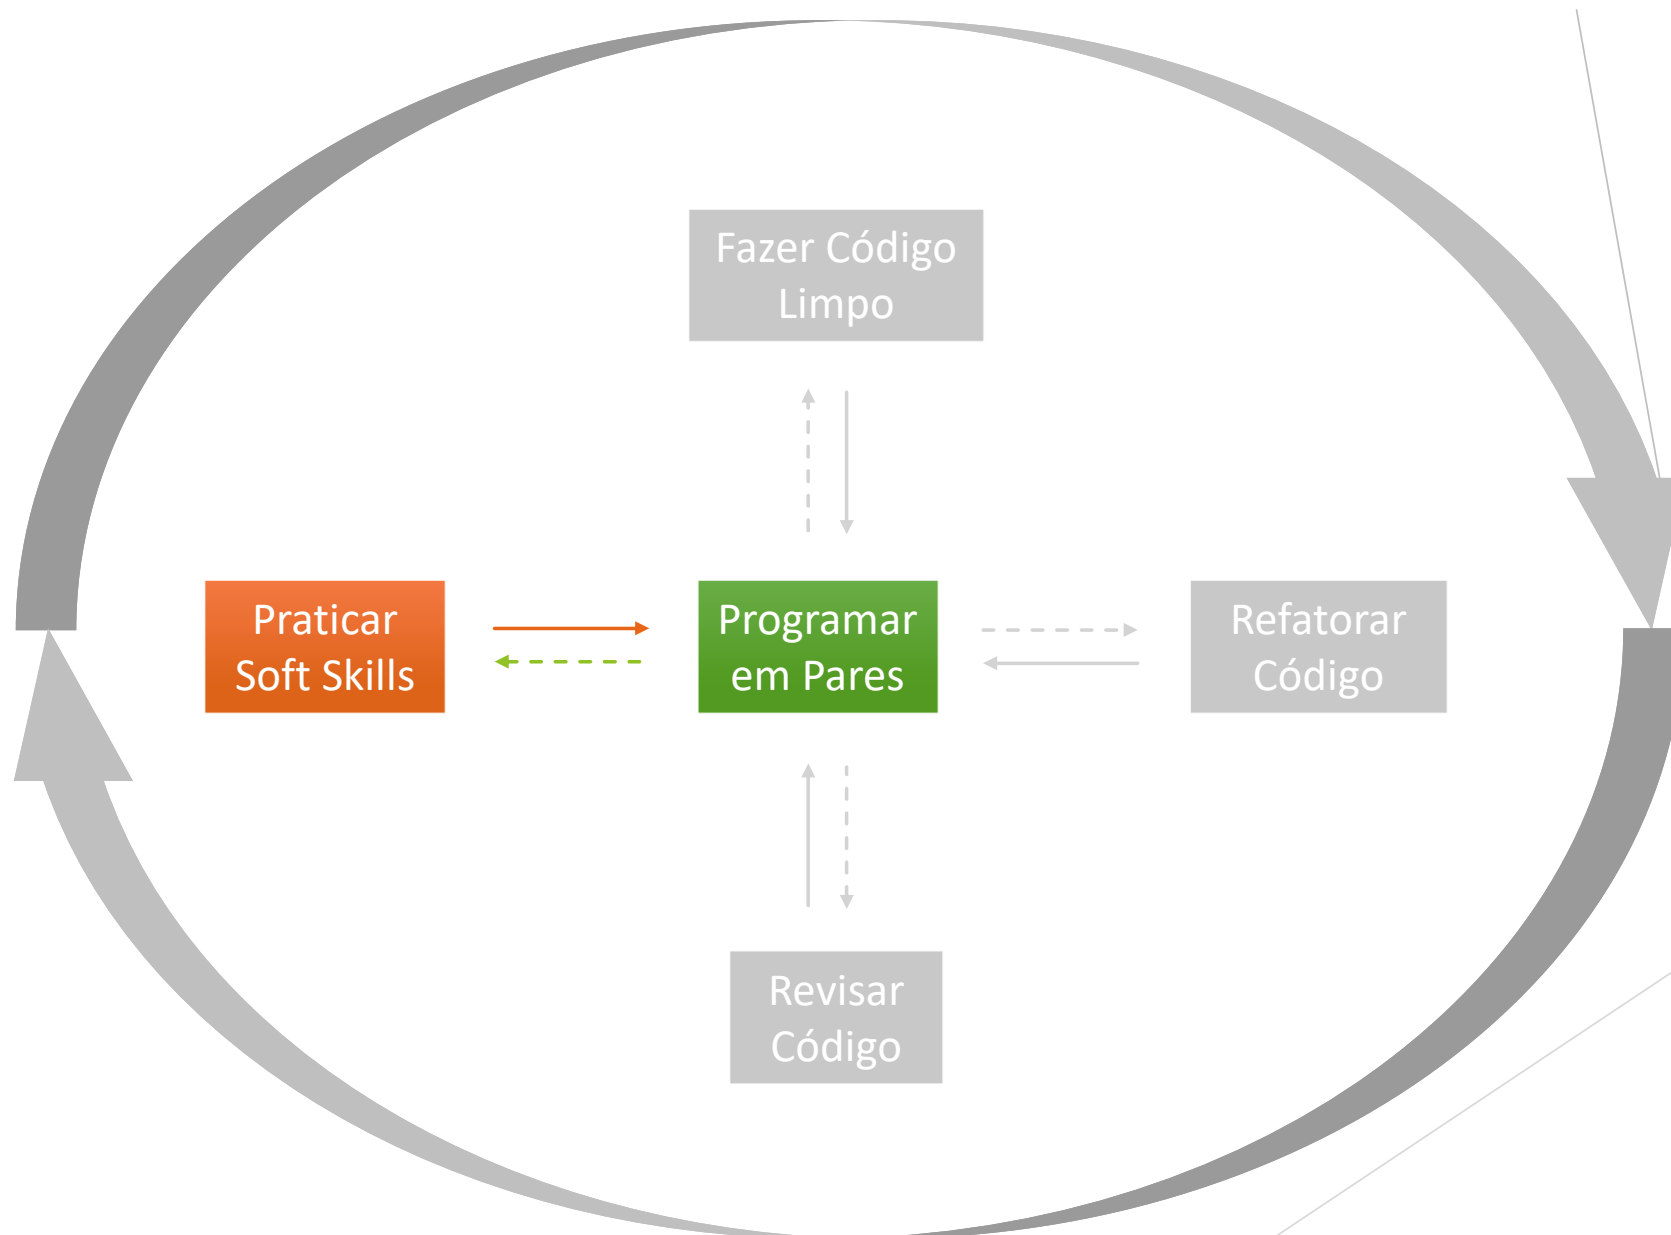 Fazer Código
Limpo
Praticar
Soft Skills
Programar
em Pares
Refatorar
Código
Revisar
Código